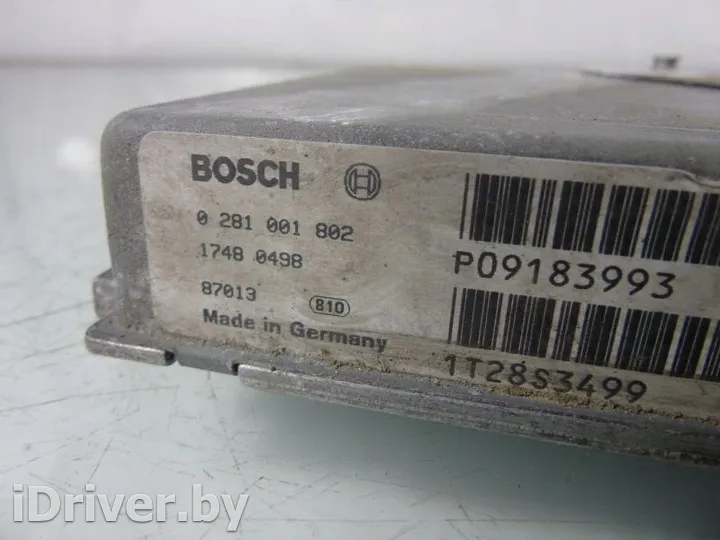 BOSCH
0 281 001 802
1748 0498
87013 810
Made in Germany
P09183993
1T28S3499
iDriver.by